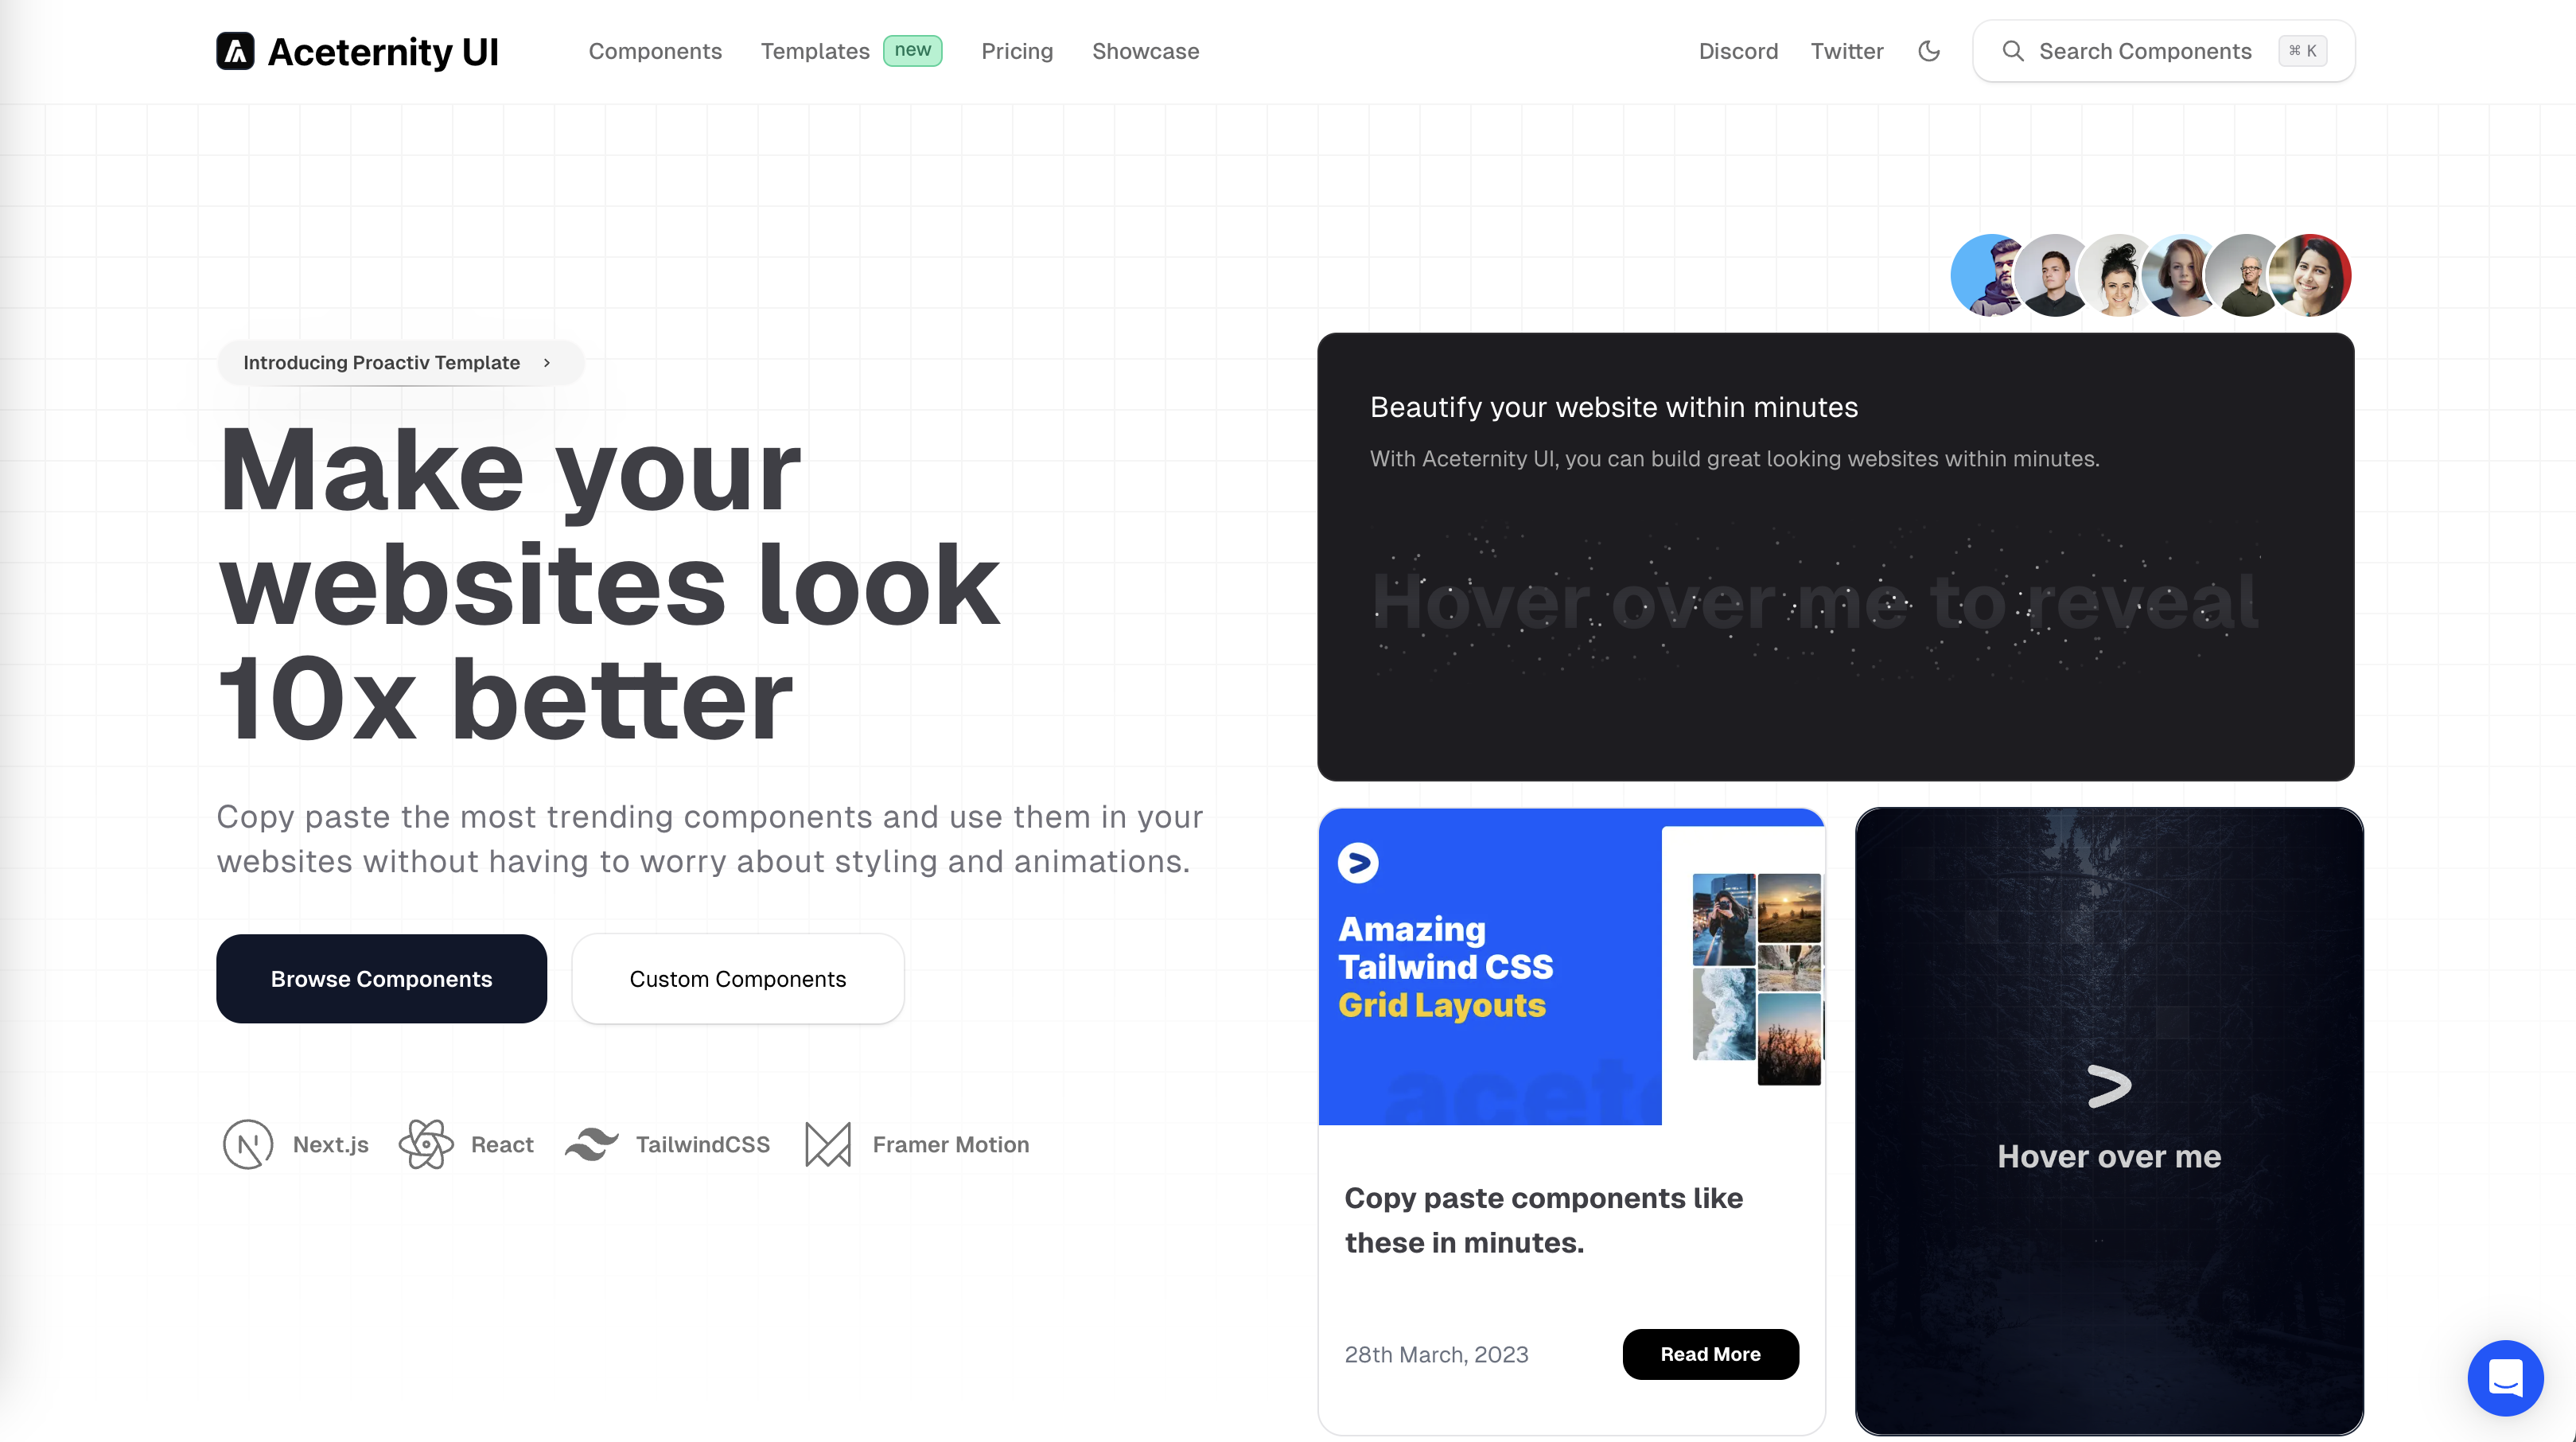 Aceternity UI
Components
Templates new
Pricing
Showcase
Discord
Twitter
Search Components ⌘ K
Introducing Proactiv Template
Make your
websites look
10x better
Copy paste the most trending components and use them in your
websites without having to worry about styling and animations.
Browse Components
Custom Components
Next.js
React
TailwindCSS
Framer Motion
Beautify your website within minutes
With Aceternity UI, you can build great looking websites within minutes.
Hover over me to reveal
Amazing
Tailwind CSS
Grid Layouts
acet
Copy paste components like
these in minutes.
28th March, 2023
Read More
Hover over me